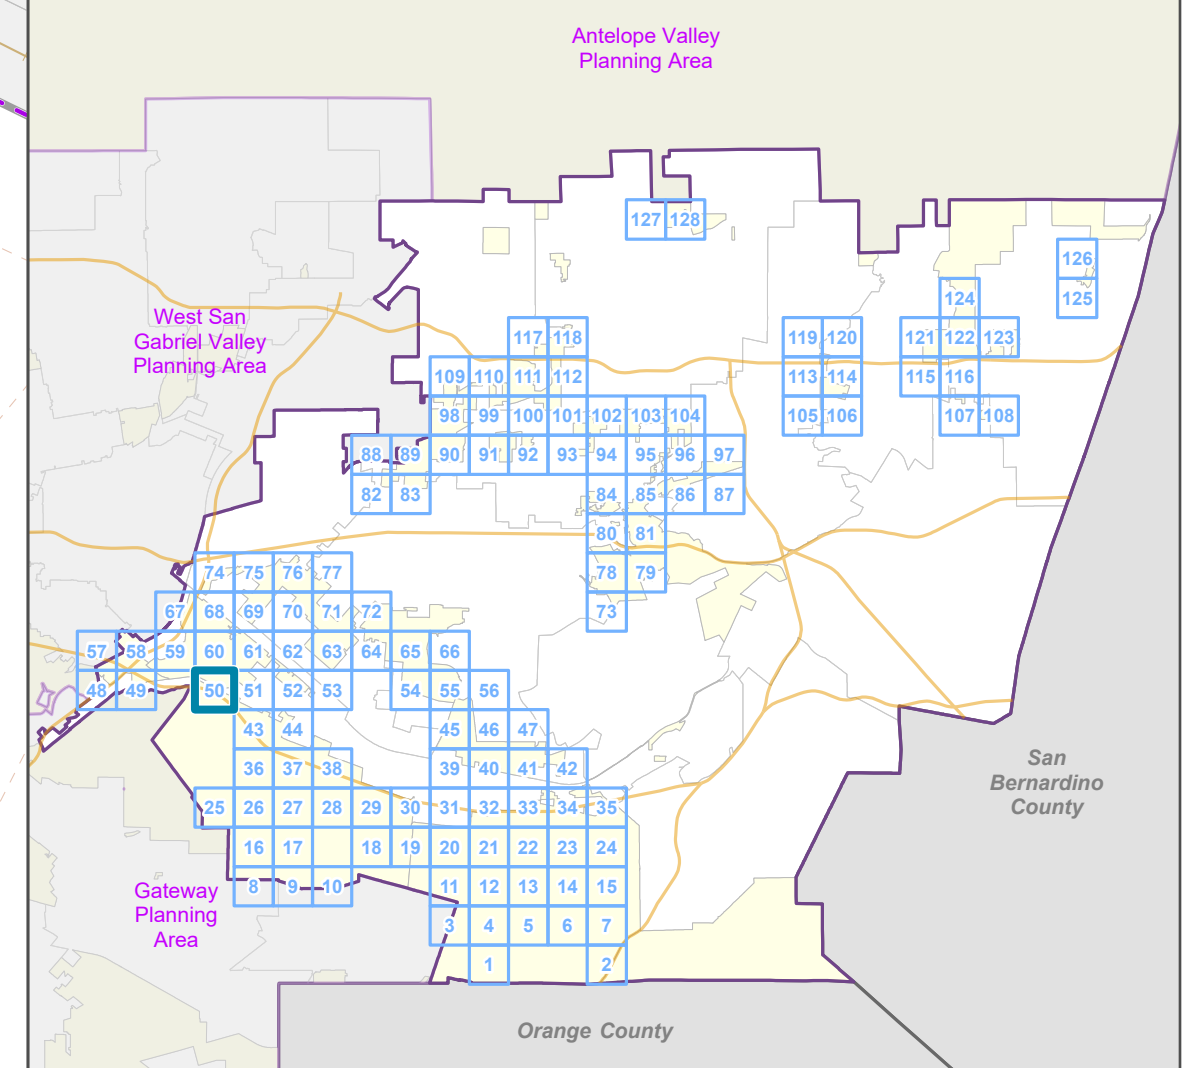 Antelope Valley
Planning Area
127 128
126
124 125
West San
Gabriel Valley
Planning Area
117 118 119 120 121 122 123
109 110 111 112 113 114 115 116
98 99 100 101 102 103 104 105 106 107 108
88 89 90 91 92 93 94 95 96 97
82 83 84 85 86 87
80 81
74 75 76 77 78 79
67 68 69 70 71 72 73
57 58 59 60 61 62 63 64 65 66
48 49 50 51 52 53 54 55 56
43 44 45 46 47
36 37 38 39 40 41 42
San
Bernardino
County
25 26 27 28 29 30 31 32 33 34 35
16 17 18 19 20 21 22 23 24
8 9 10 11 12 13 14 15
Gateway
Planning
Area
3 4 5 6 7
1 2
Orange County